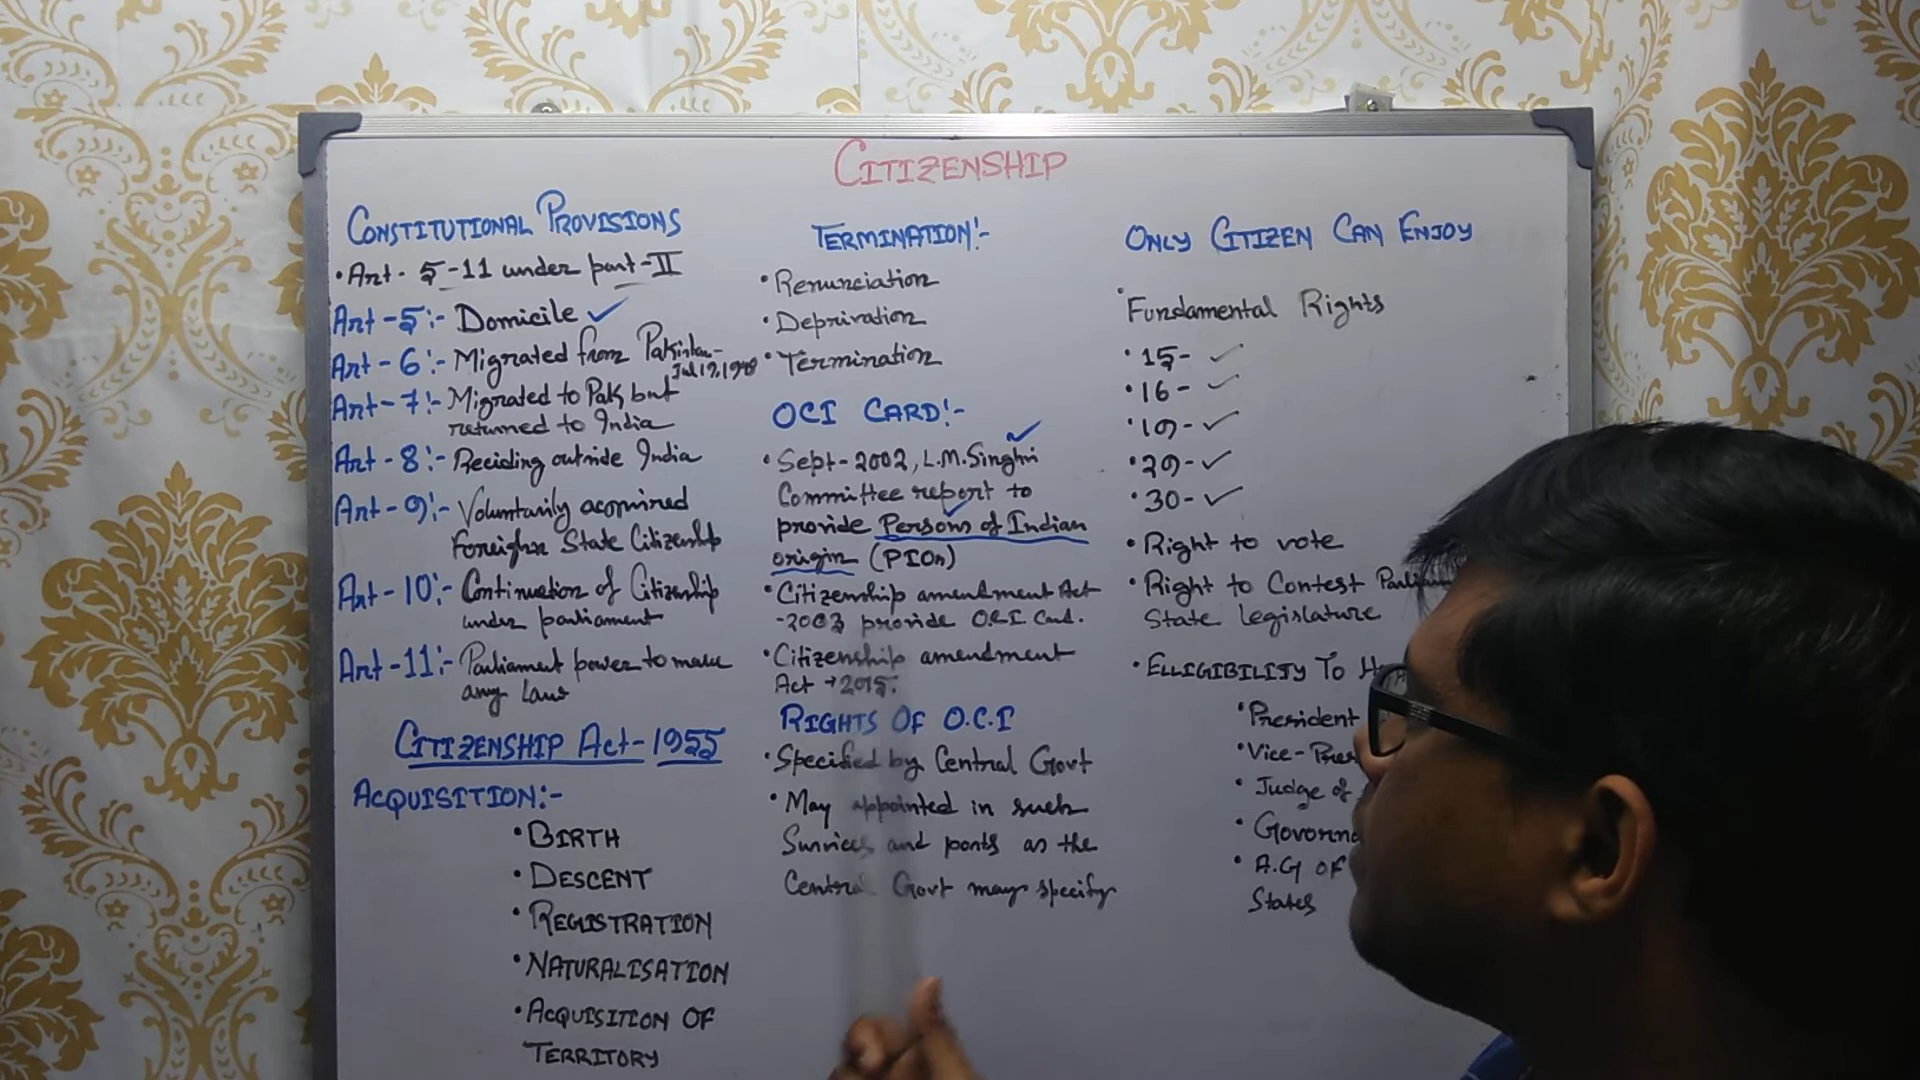 CITIZENSHIP
CONSTITUTIONAL PROVISIONS
• Art - 5-11 under part-II
Art-5:- Domicile ✓
Art-6:- Migrated from Pakistan-
Jul 19, 1948
Art-7:- Migrated to Pak but
returned to India
Art-8:- Reciding outside India
Art-9:- Voluntarily acquired
Foreign State Citizenship
Art-10:- Continuation of Citizenship
under parliament
Art-11:- Parliament power to make
any Law
CITIZENSHIP Act-1955
ACQUISITION:-
• BIRTH
• DESCENT
• REGISTRATION
• NATURALISATION
• ACQUISITION OF
TERRITORY
TERMINATION:-
• Renunciation
• Deprivation
• Termination
OCI CARD:-
• Sept-2002, L.M. Singhvi
Committee report to
provide Persons of Indian
origin (PIOs)
• Citizenship amendment Act
-2003 provide O.C.I Card.
• Citizenship amendment
Act → 2015.
RIGHTS OF O.C.I
• Specified by Central Govt
• May appointed in such
Services and posts as the
Central Govt may specify
ONLY CITIZEN CAN ENJOY
• Fundamental Rights
• 15- ✓
• 16- ✓
• 19- ✓
• 29- ✓
• 30- ✓
• Right to vote
• Right to Contest
State legislature
• ELLIGIBILITY TO
• President
• Vice-
• Judge of
•
• A.G OF
States